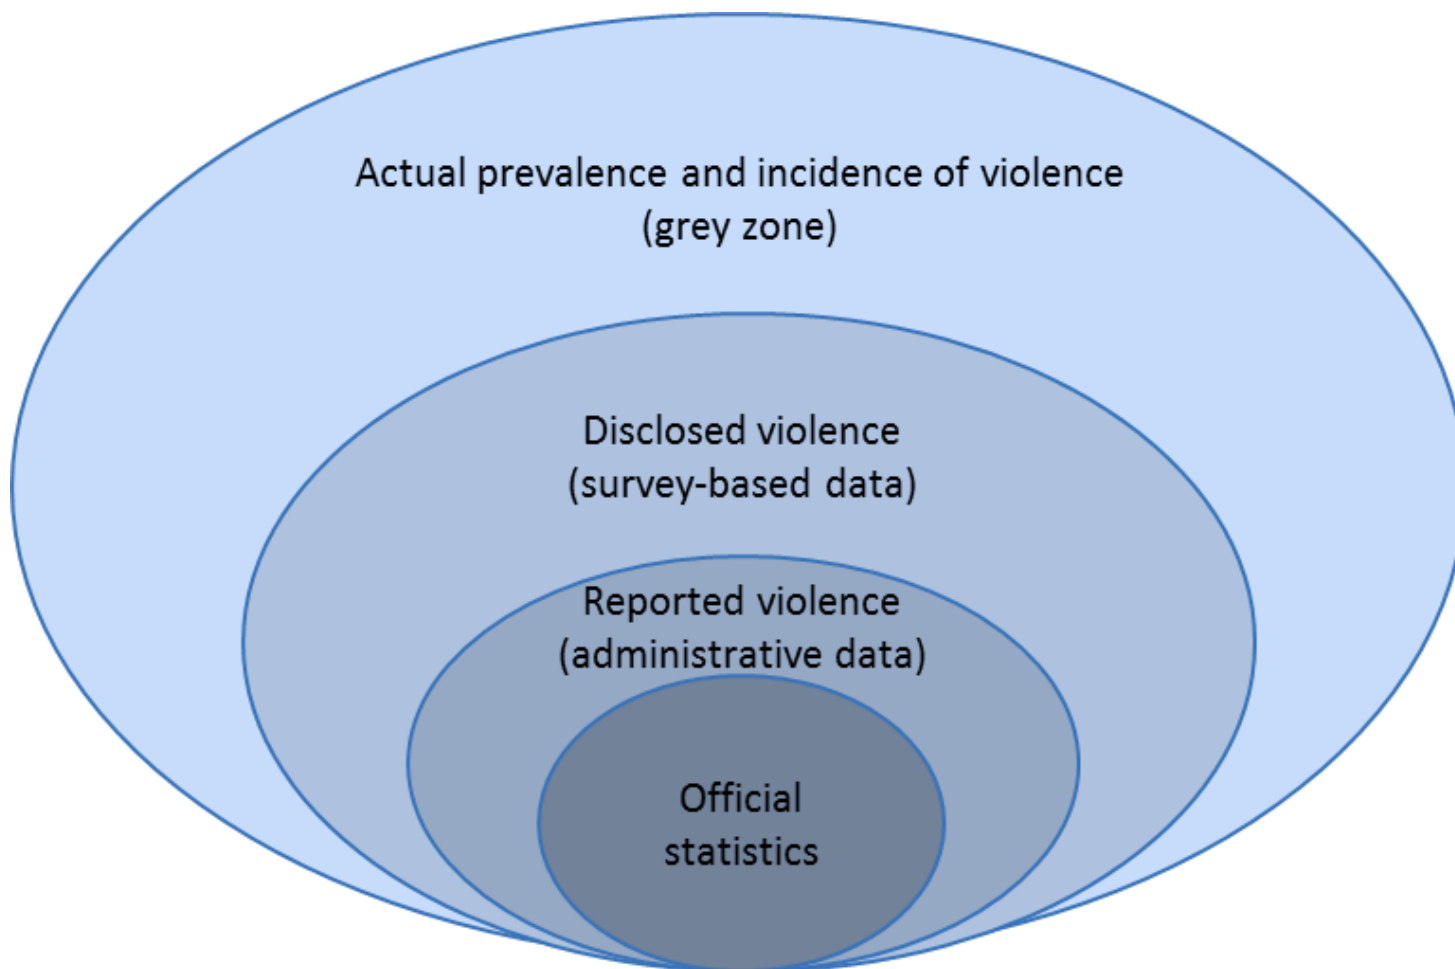 Actual prevalence and incidence of violence
(grey zone)
Disclosed violence
(survey-based data)
Reported violence
(administrative data)
Official
statistics